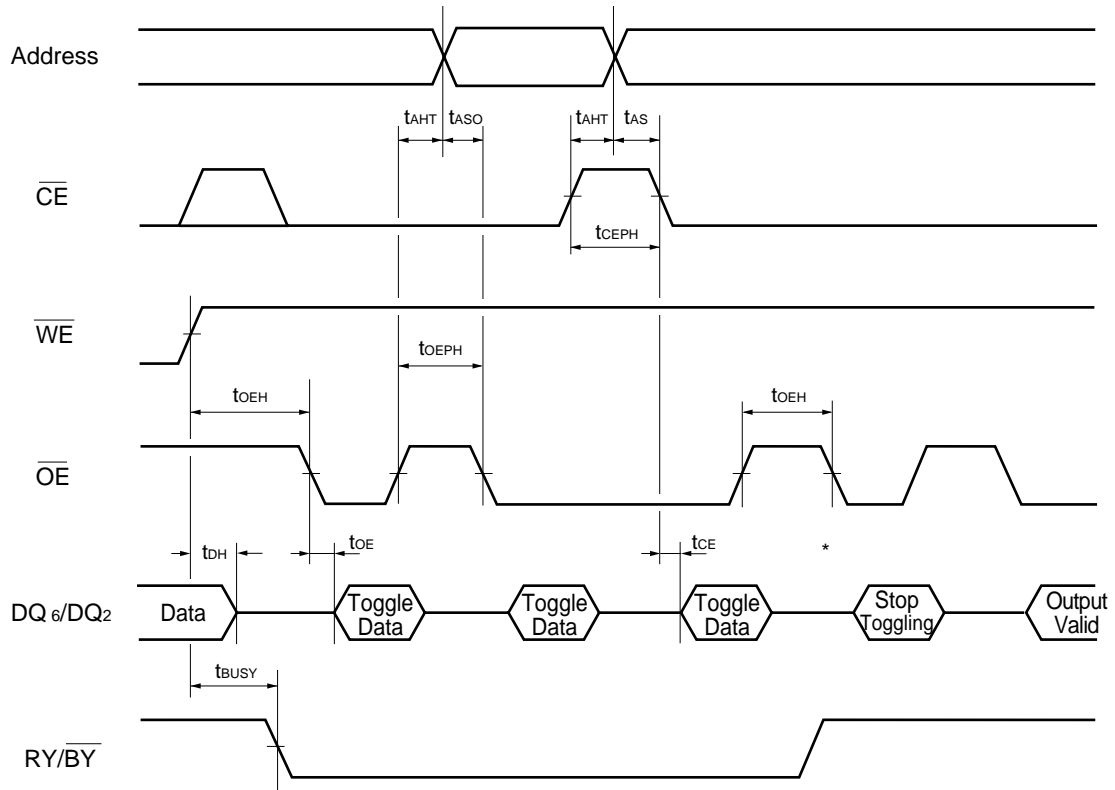 Address
tAHT tASO tAHT tAS
CE
tCEPH
WE
tOEPH
tOEH tOEH
OE
tDH tOE tCE *
DQ6/DQ2 Data Toggle Data Toggle Data Toggle Data Stop Toggling Output Valid
tBUSY
RY/BY